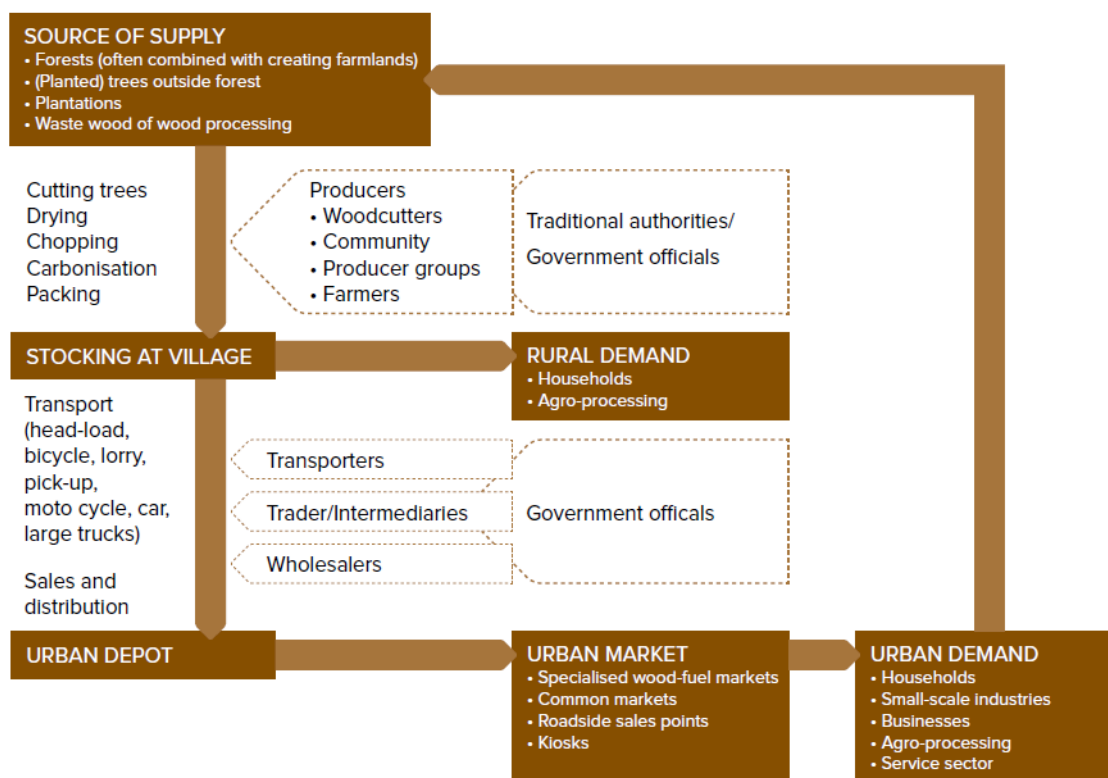 SOURCE OF SUPPLY
• Forests (often combined with creating farmlands)
• (Planted) trees outside forest
• Plantations
• Waste wood of wood processing
Cutting trees
Drying
Chopping
Carbonisation
Packing
Producers
• Woodcutters
• Community
• Producer groups
• Farmers
Traditional authorities/
Government officials
STOCKING AT VILLAGE
RURAL DEMAND
• Households
• Agro-processing
Transport
(head-load,
bicycle, lorry,
pick-up,
moto cycle, car,
large trucks)
Sales and
distribution
Transporters
Trader/Intermediaries
Wholesalers
Government officals
URBAN DEPOT
URBAN MARKET
• Specialised wood-fuel markets
• Common markets
• Roadside sales points
• Kiosks
URBAN DEMAND
• Households
• Small-scale industries
• Businesses
• Agro-processing
• Service sector